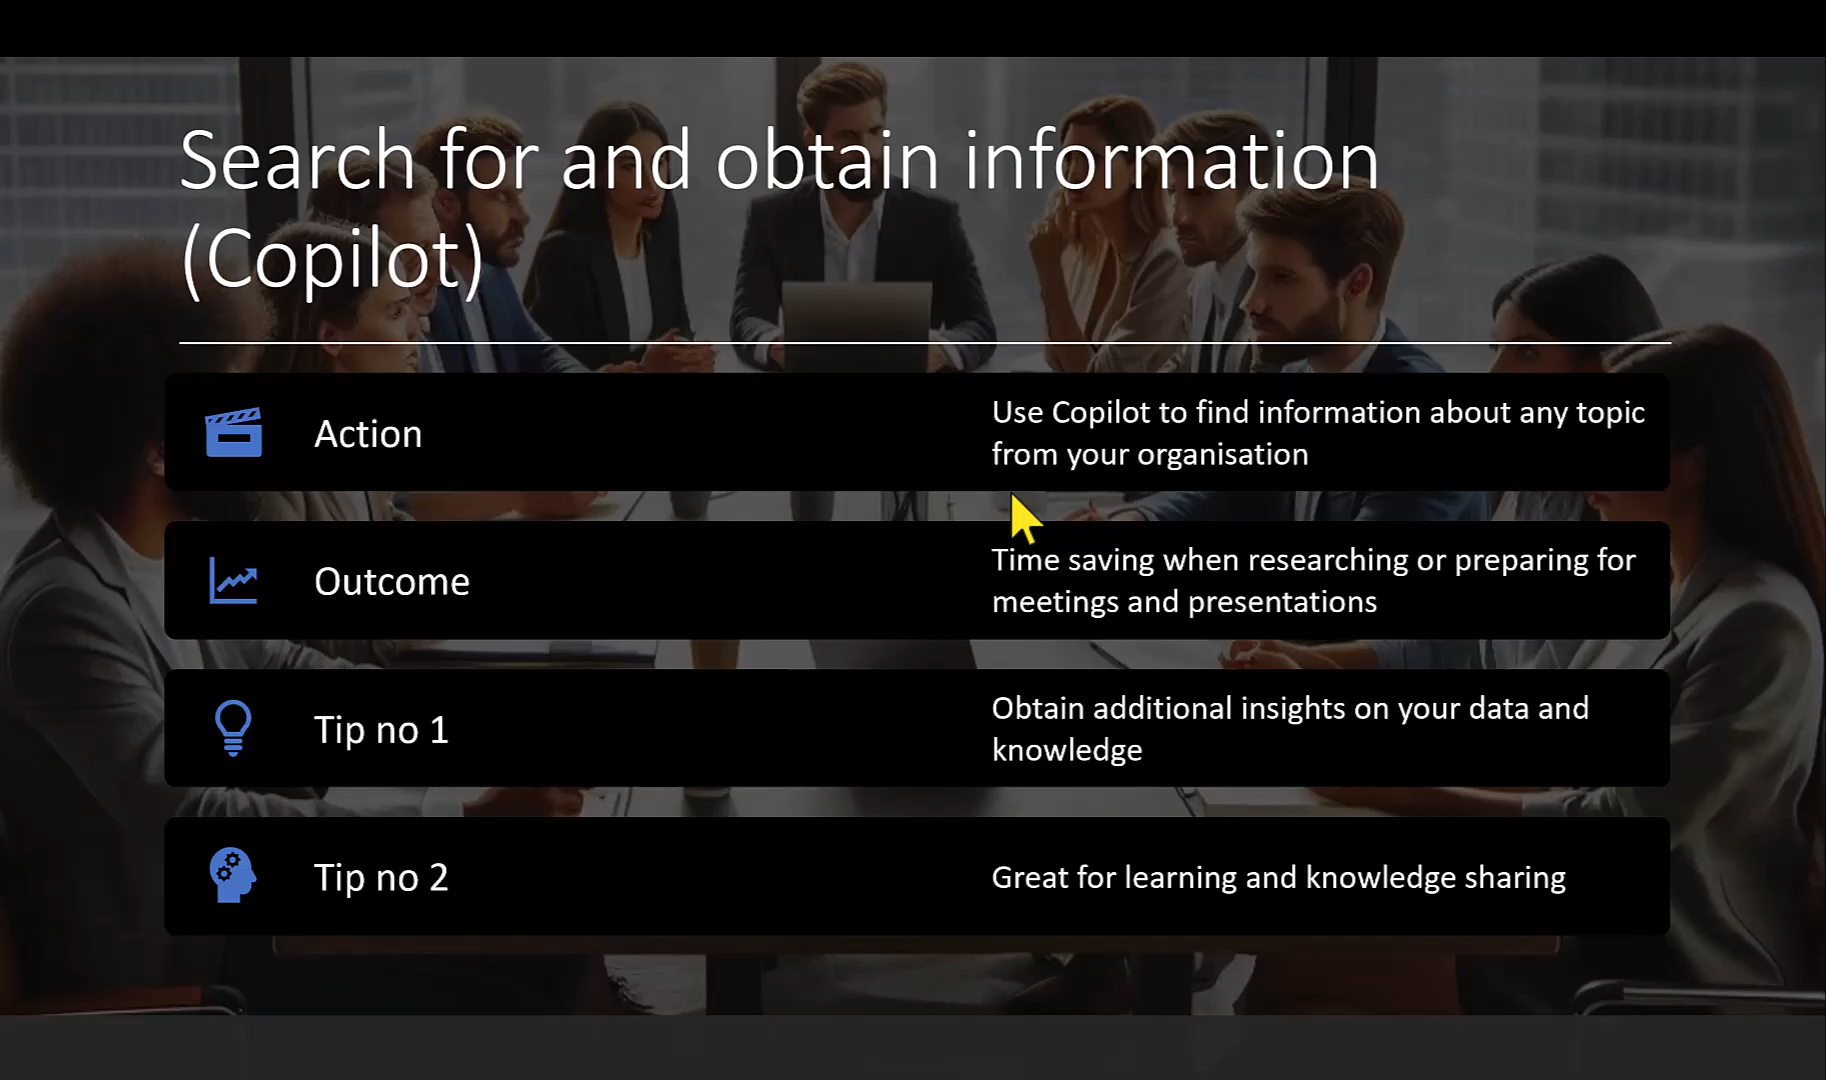 Search for and obtain information
(Copilot)
Action
Use Copilot to find information about any topic
from your organisation
Outcome
Time saving when researching or preparing for
meetings and presentations
Tip no 1
Obtain additional insights on your data and
knowledge
Tip no 2
Great for learning and knowledge sharing